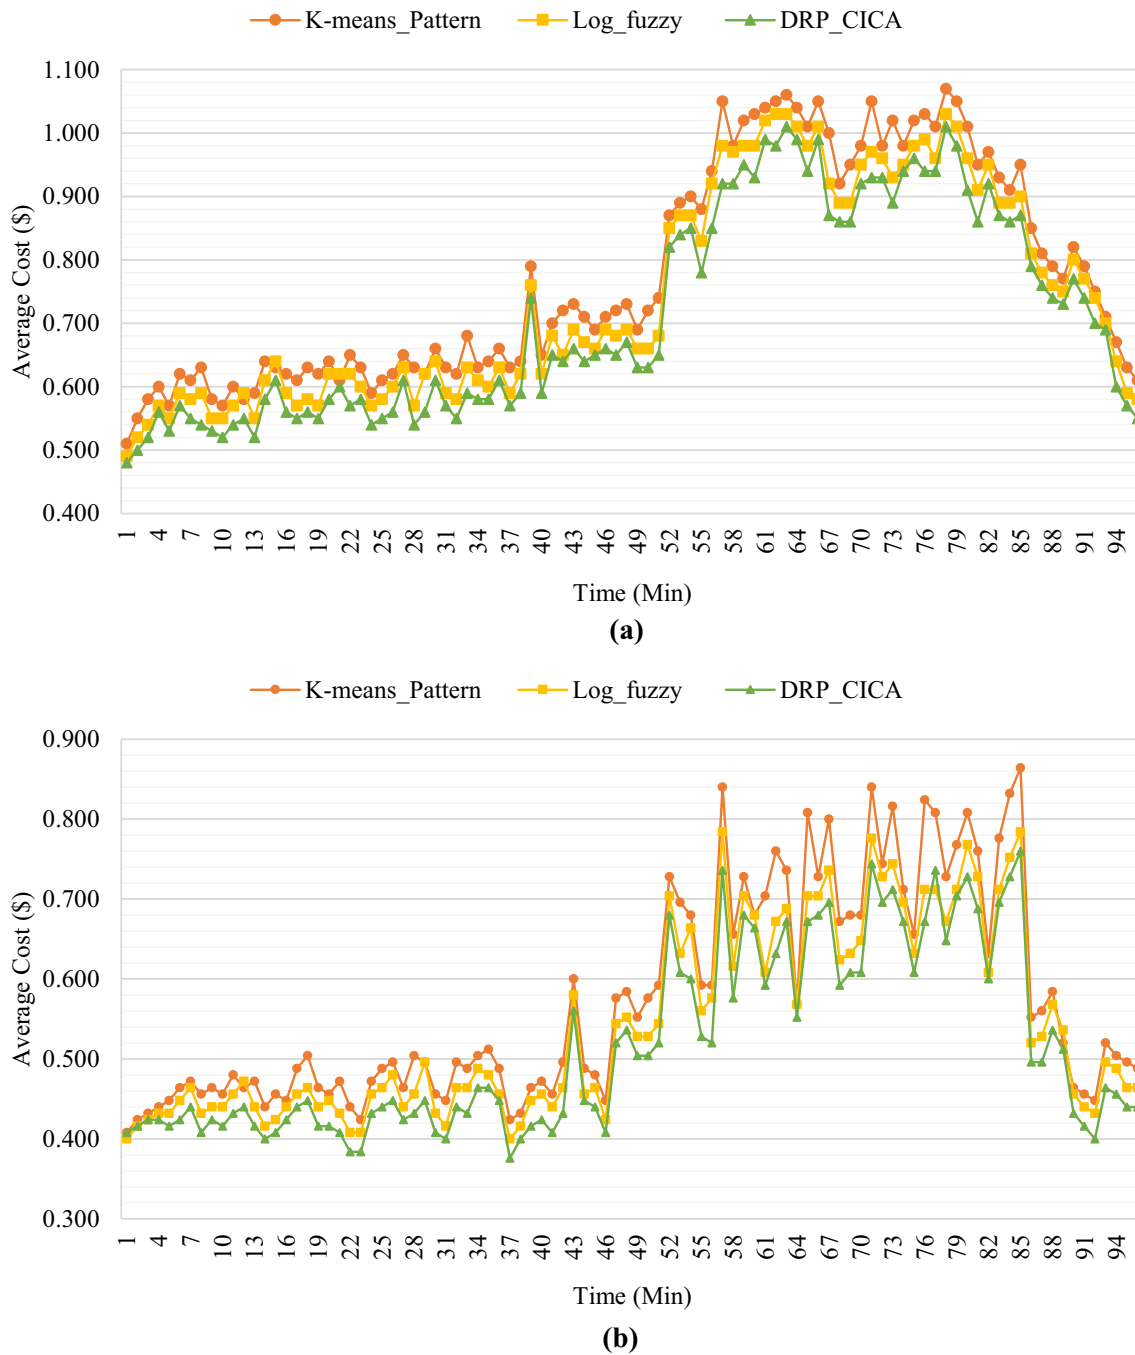 K-means_Pattern Log_fuzzy DRP_CICA
1.100
1.000
0.900
0.800
0.700
0.600
0.500
0.400
Average Cost ($)
1 4 7 10 13 16 19 22 25 28 31 34 37 40 43 46 49 52 55 58 61 64 67 70 73 76 79 82 85 88 91 94
Time (Min)
(a)
K-means_Pattern Log_fuzzy DRP_CICA
0.900
0.800
0.700
0.600
0.500
0.400
0.300
Average Cost ($)
1 4 7 10 13 16 19 22 25 28 31 34 37 40 43 46 49 52 55 58 61 64 67 70 73 76 79 82 85 88 91 94
Time (Min)
(b)